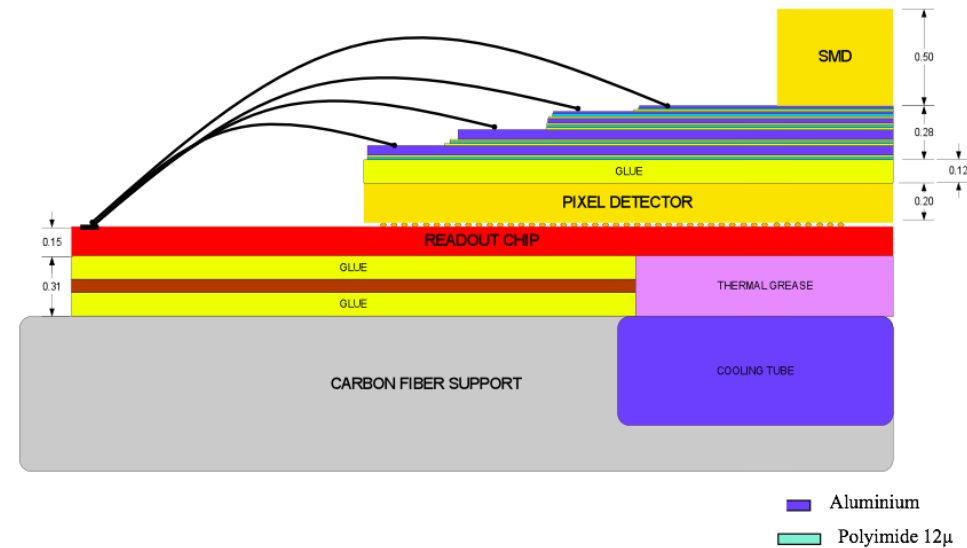 SMD
0.50
0.28
GLUE
0.12
PIXEL DETECTOR
0.20
0.15
READOUT CHIP
GLUE
0.31
THERMAL GREASE
GLUE
COOLING TUBE
CARBON FIBER SUPPORT
Aluminium
Polyimide 12μ